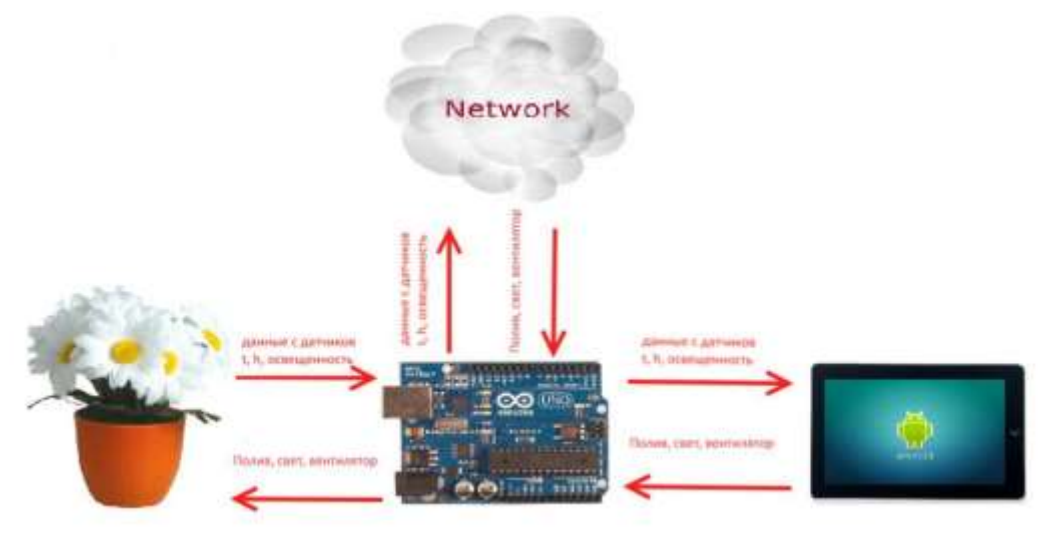 Network
данные с датчиков
t, h, освещенность
Полив, свет, вентилятор
данные с датчиков
t, h, освещенность
данные с датчиков
t, h, освещенность
UNO
Полив, свет, вентилятор
Полив, свет, вентилятор